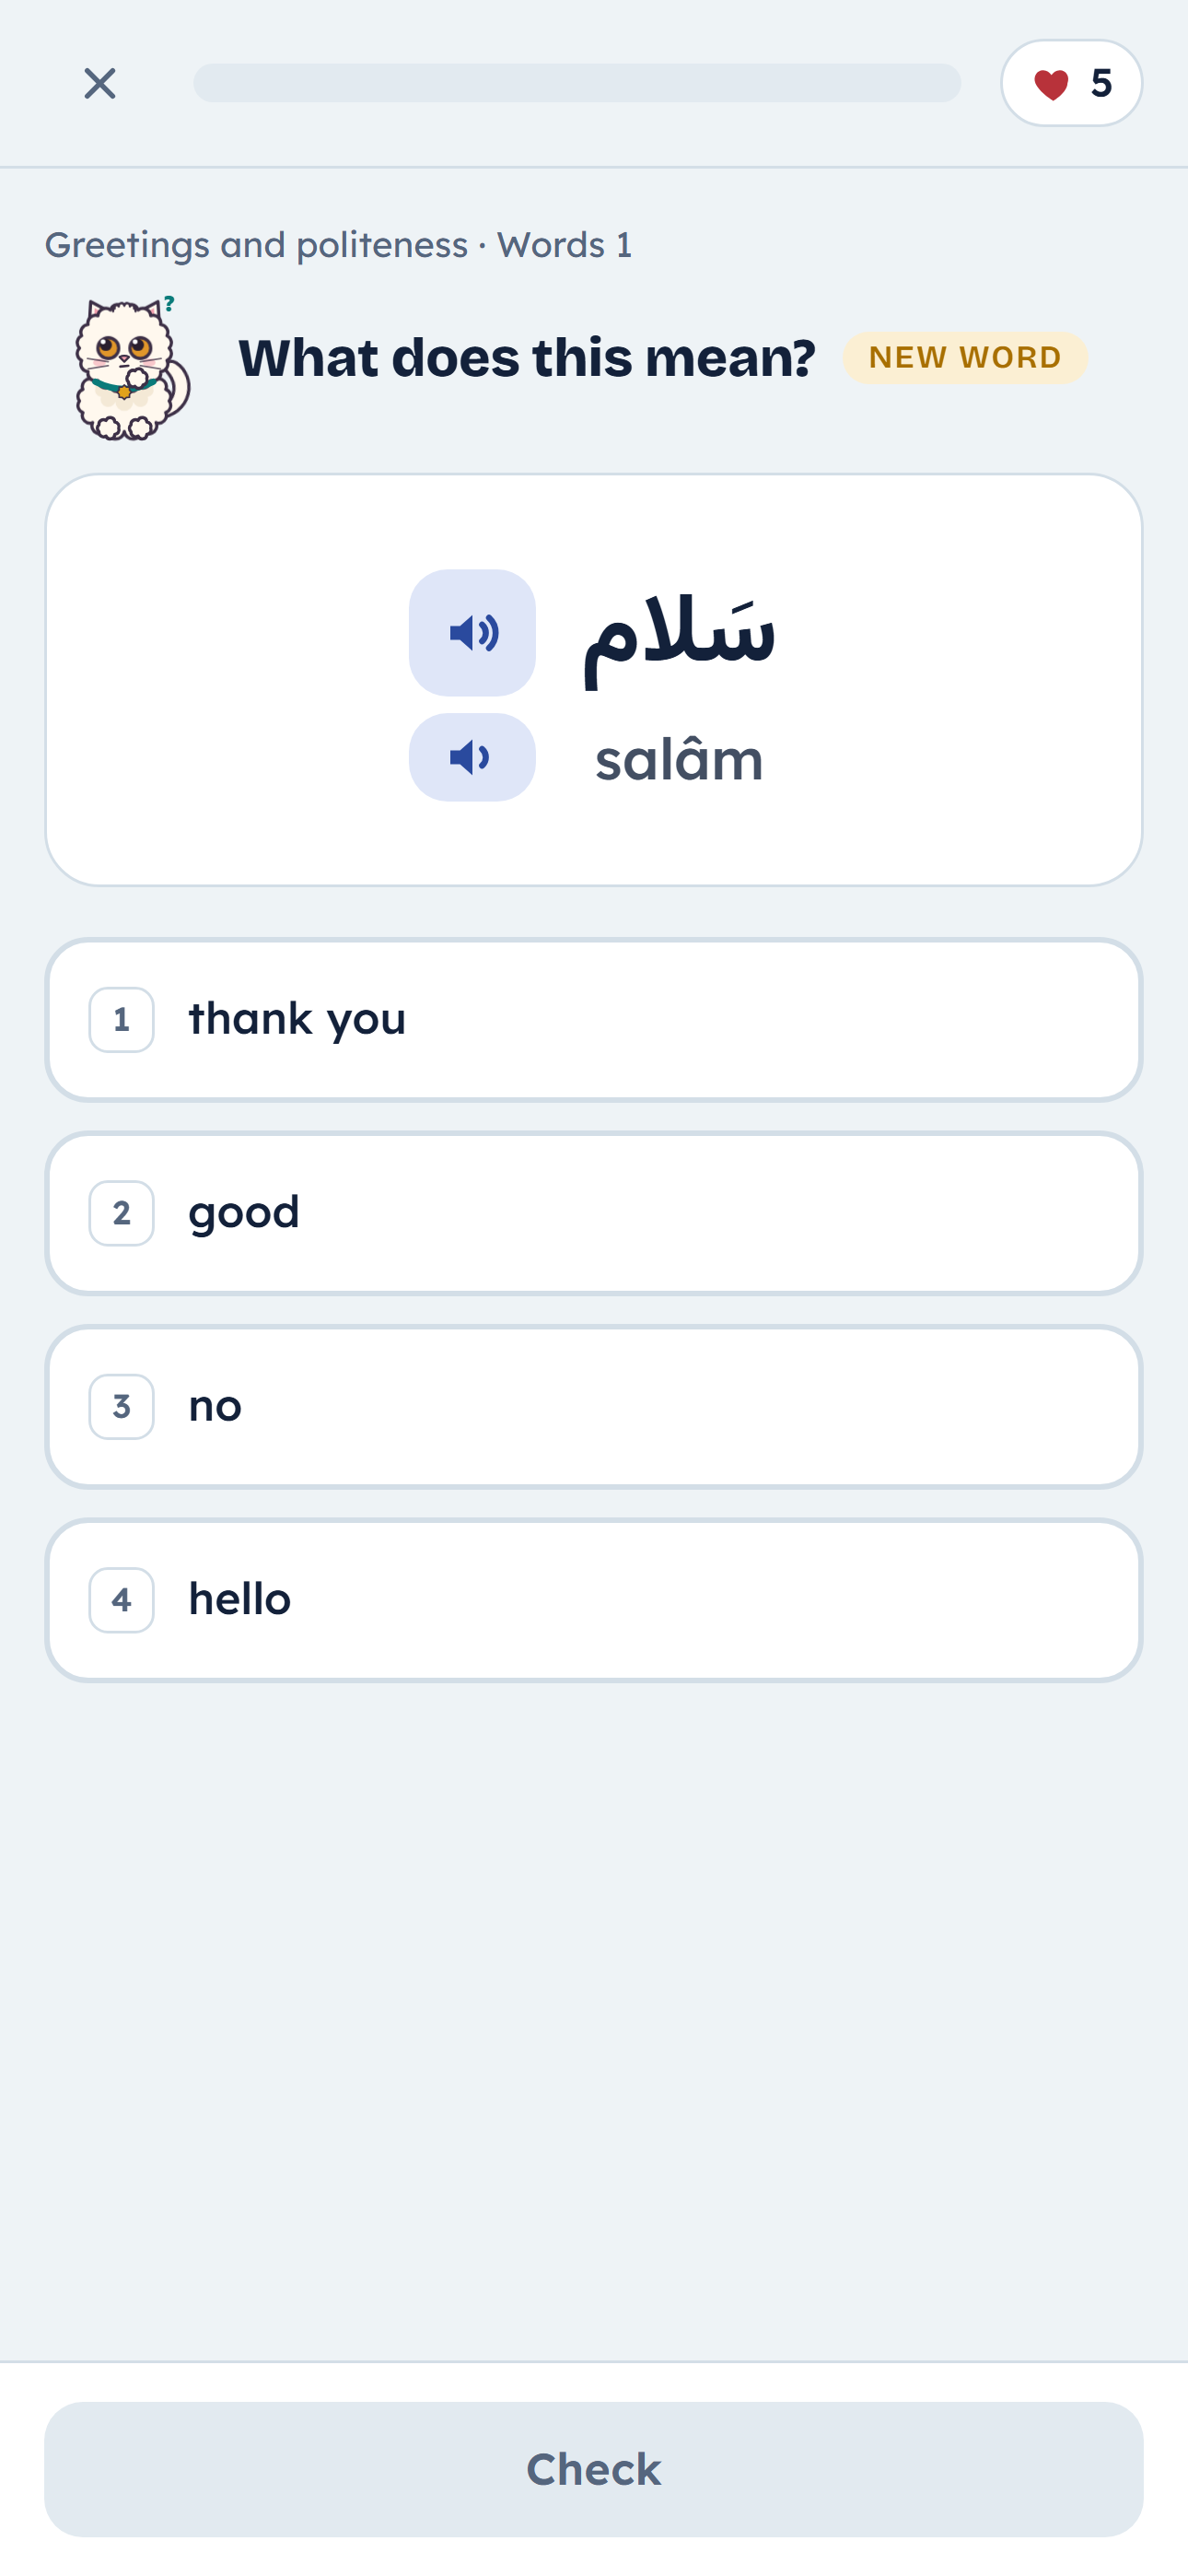 5
Greetings and politeness · Words 1
?
What does this mean? NEW WORD
سَلام
salâm
1 thank you
2 good
3 no
4 hello
Check